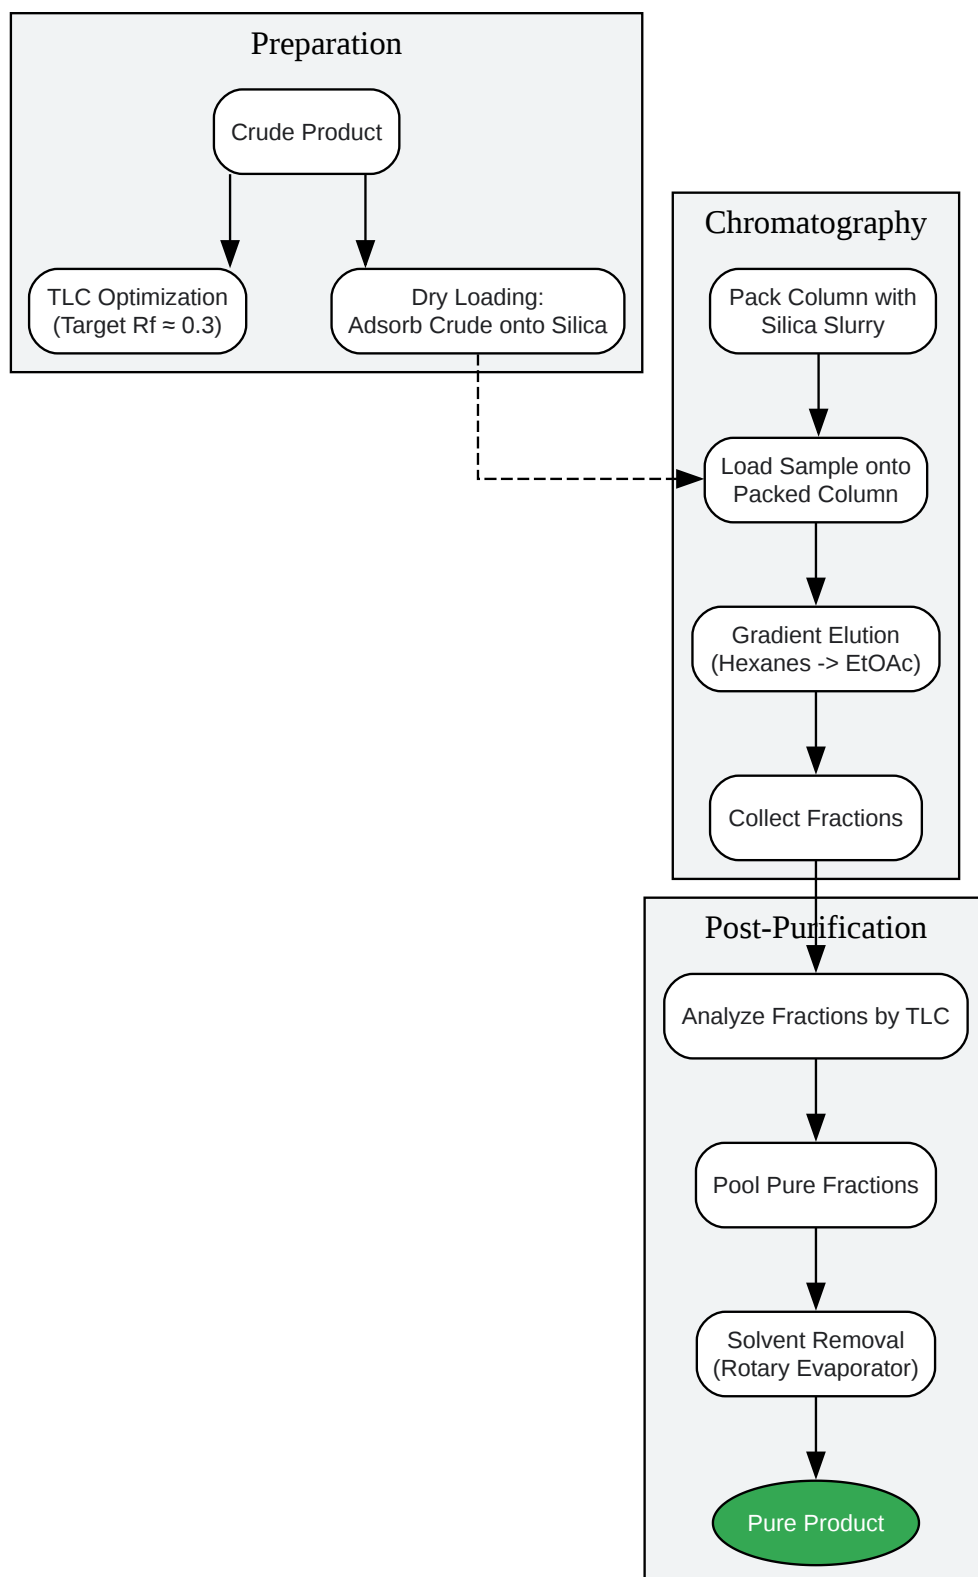 Preparation
Crude Product
TLC Optimization
(Target Rf ≈ 0.3)
Dry Loading:
Adsorb Crude onto Silica
Chromatography
Pack Column with
Silica Slurry
Load Sample onto
Packed Column
Gradient Elution
(Hexanes -> EtOAc)
Collect Fractions
Post-Purification
Analyze Fractions by TLC
Pool Pure Fractions
Solvent Removal
(Rotary Evaporator)
Pure Product